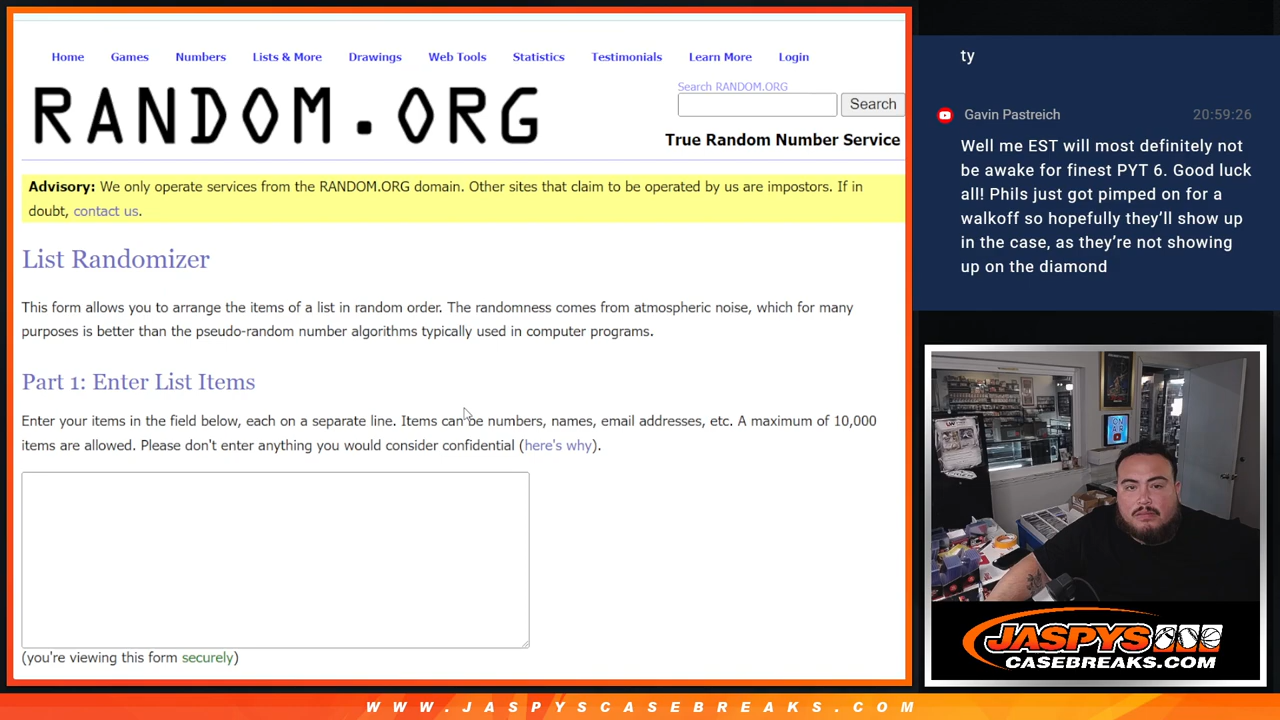 Home Games Numbers Lists & More Drawings Web Tools Statistics Testimonials Learn More Login
RANDOM.ORG
Search RANDOM.ORG
Search
True Random Number Service
Advisory: We only operate services from the RANDOM.ORG domain. Other sites that claim to be operated by us are impostors. If in
doubt, contact us.
List Randomizer
This form allows you to arrange the items of a list in random order. The randomness comes from atmospheric noise, which for many
purposes is better than the pseudo-random number algorithms typically used in computer programs.
Part 1: Enter List Items
Enter your items in the field below, each on a separate line. Items can be numbers, names, email addresses, etc. A maximum of 10,000
items are allowed. Please don't enter anything you would consider confidential (here's why).
(you're viewing this form securely)
ty
Gavin Pastreich 20:59:26
Well me EST will most definitely not
be awake for finest PYT 6. Good luck
all! Phils just got pimped on for a
walkoff so hopefully they'll show up
in the case, as they're not showing
up on the diamond
ON
AIR
JASPYS
CASEBREAKS.COM
WWW.JASPYSCASEBREAKS.COM